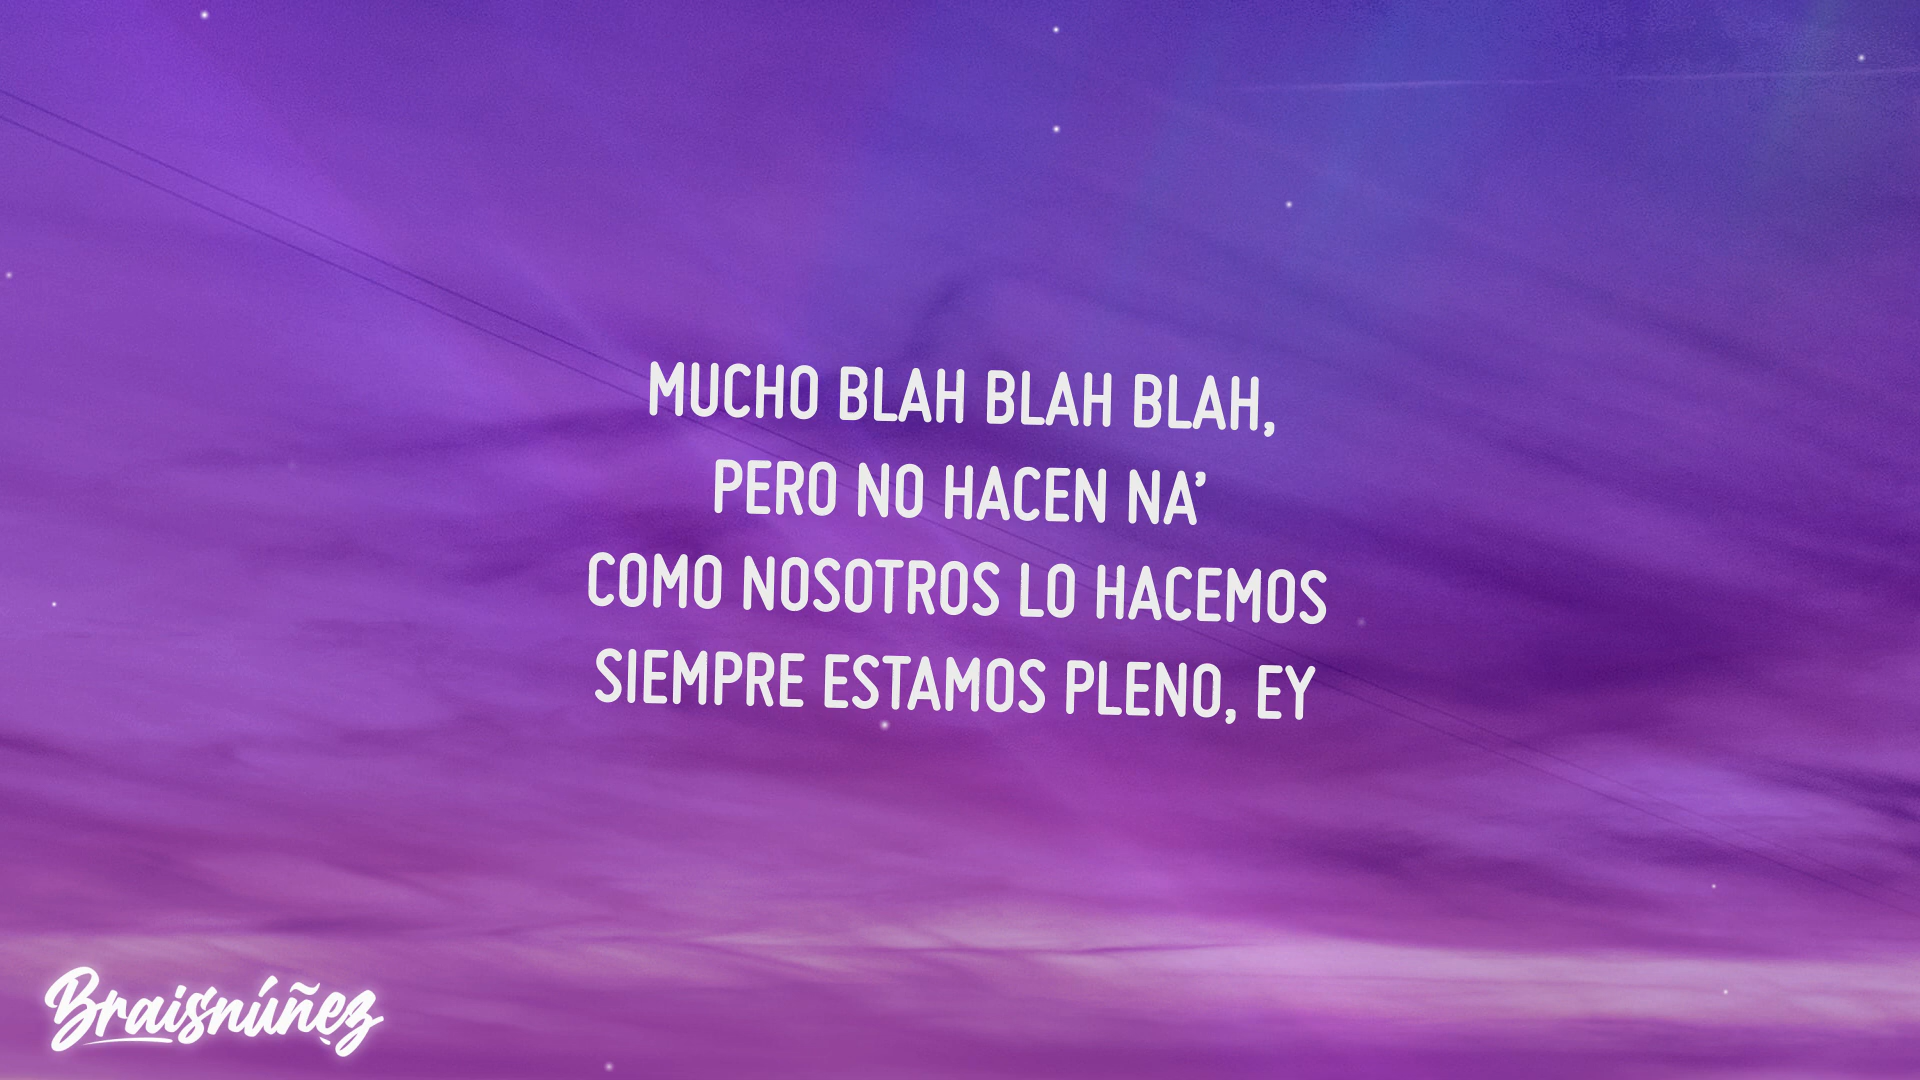 MUCHO BLAH BLAH BLAH,
PERO NO HACEN NA’
COMO NOSOTROS LO HACEMOS
SIEMPRE ESTAMOS PLENO, EY
Braisnúñez